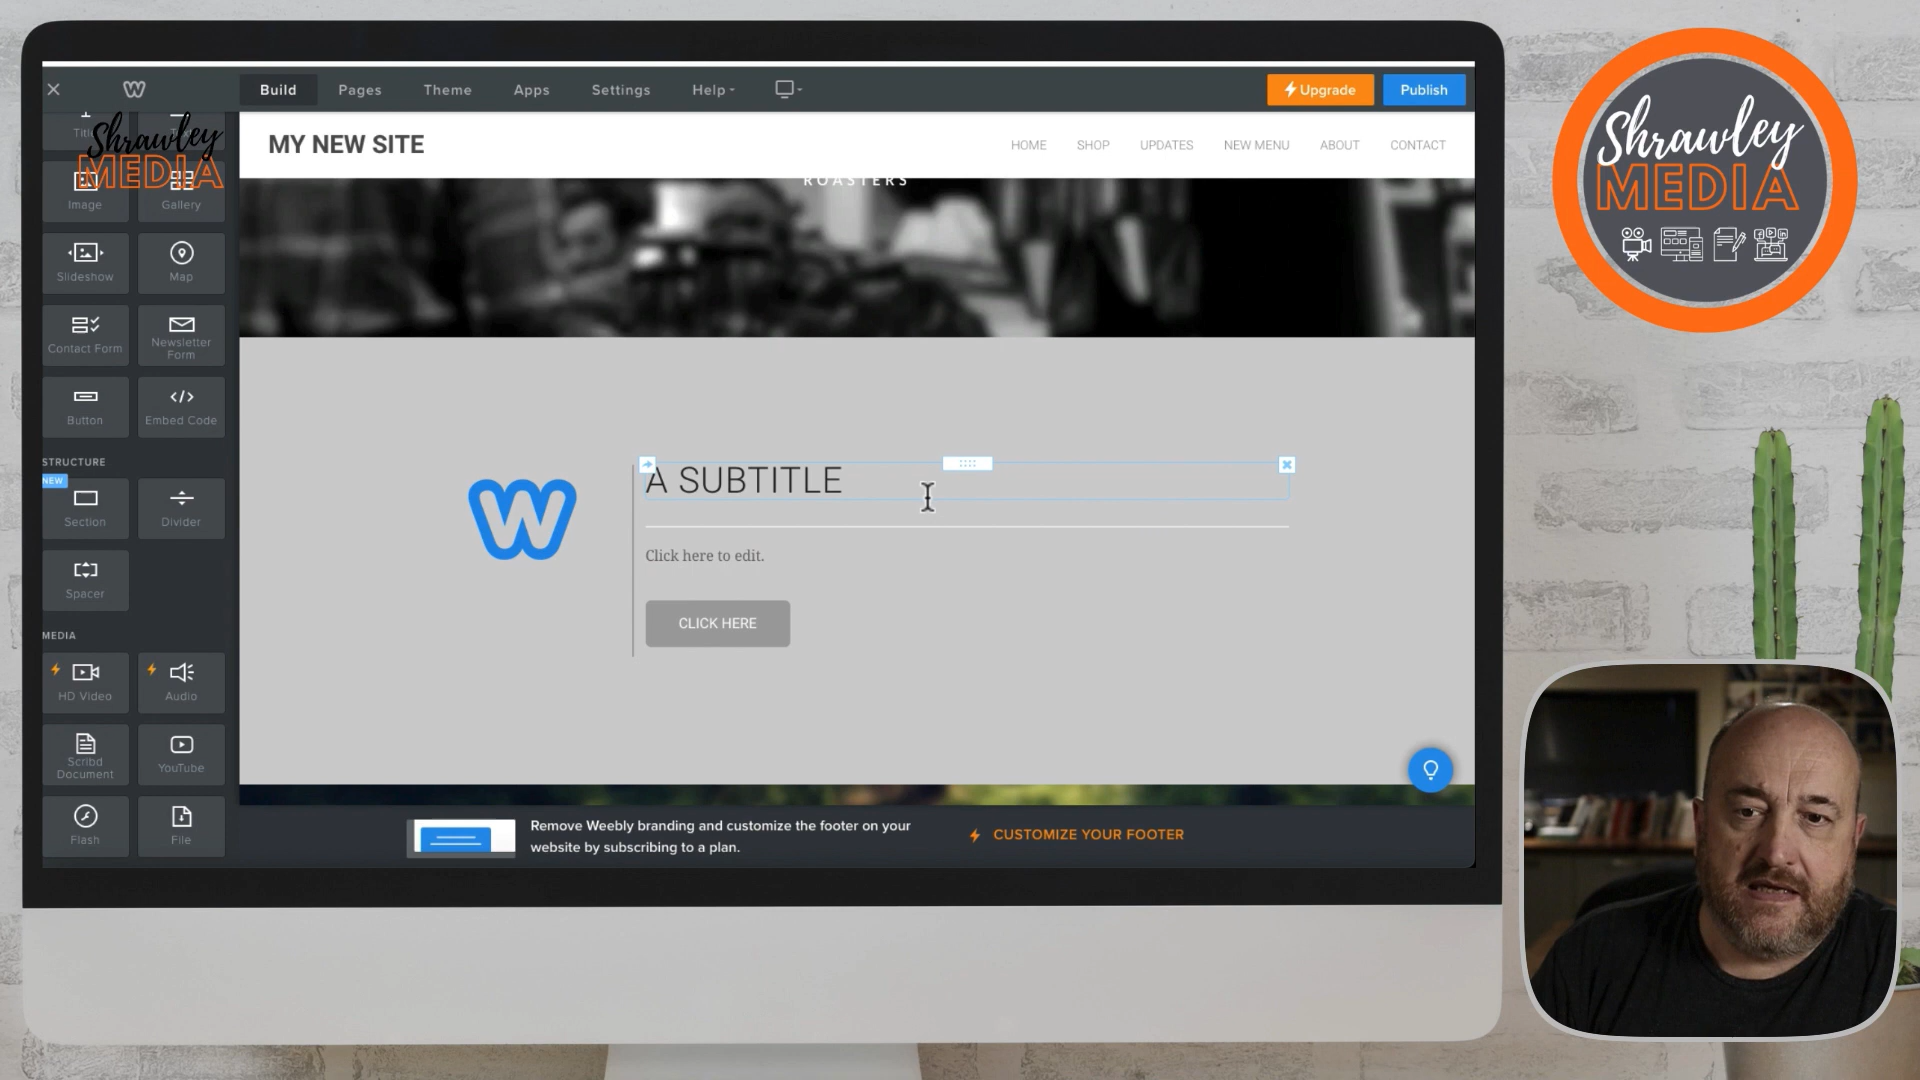 Build
Pages
Theme
Apps
Settings
Help
Upgrade
Publish
Shrawley
MEDIA
Image
Gallery
Slideshow
Map
Contact Form
Newsletter
Form
Button
Embed Code
STRUCTURE
NEW
Section
Divider
Spacer
MEDIA
HD Video
Audio
Scribd
Document
YouTube
Flash
File
MY NEW SITE
HOME
SHOP
UPDATES
NEW MENU
ABOUT
CONTACT
ROASTERS
W
A SUBTITLE
Click here to edit.
CLICK HERE
Remove Weebly branding and customize the footer on your
website by subscribing to a plan.
CUSTOMIZE YOUR FOOTER
Shrawley
MEDIA